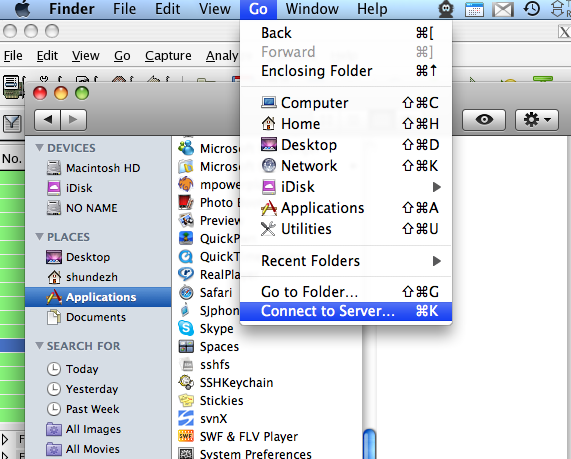 Finder File Edit View Go Window Help
File Edit View Go Capture Analy
No.
DEVICES
Macintosh HD
iDisk
NO NAME
PLACES
Desktop
shundezh
Applications
Documents
SEARCH FOR
Today
Yesterday
Past Week
All Images
All Movies
Micros
Micros
mpowe
Photo B
Preview
QuickP
QuickT
RealPla
Safari
SJphon
Skype
Spaces
sshfs
SSHKeychain
Stickies
svnX
SWF & FLV Player
System Preferences
Back ⌘[
Forward ⌘]
Enclosing Folder ⌘↑
Computer ⇧⌘C
Home ⇧⌘H
Desktop ⇧⌘D
Network ⇧⌘K
iDisk
Applications ⇧⌘A
Utilities ⇧⌘U
Recent Folders
Go to Folder... ⇧⌘G
Connect to Server... ⌘K